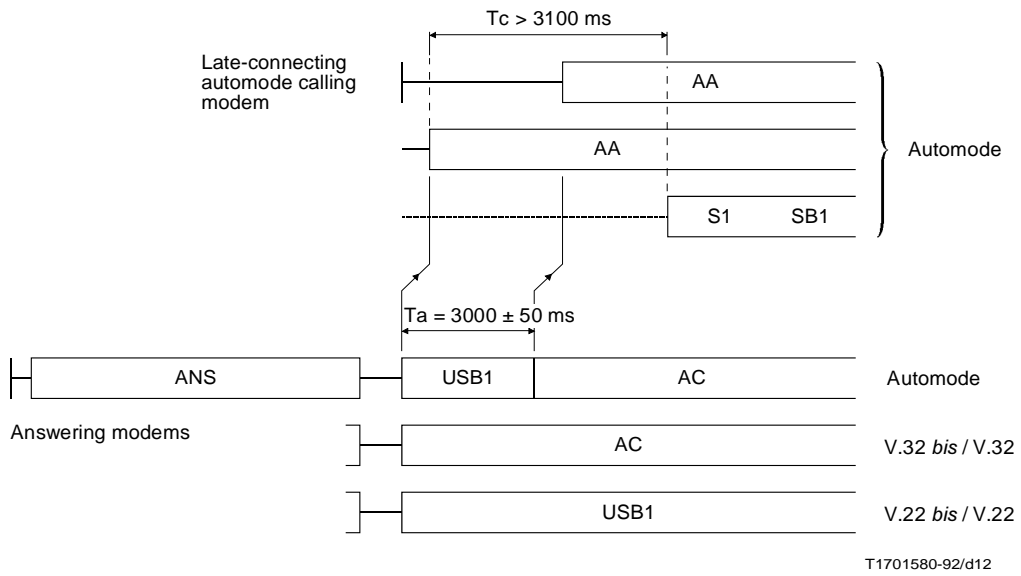 Tc > 3100 ms
Late-connecting
automode calling
modem
AA
AA
Automode
S1 SB1
Ta = 3000 ± 50 ms
ANS USB1 AC Automode
Answering modems
AC V.32 bis / V.32
USB1 V.22 bis / V.22
T1701580-92/d12